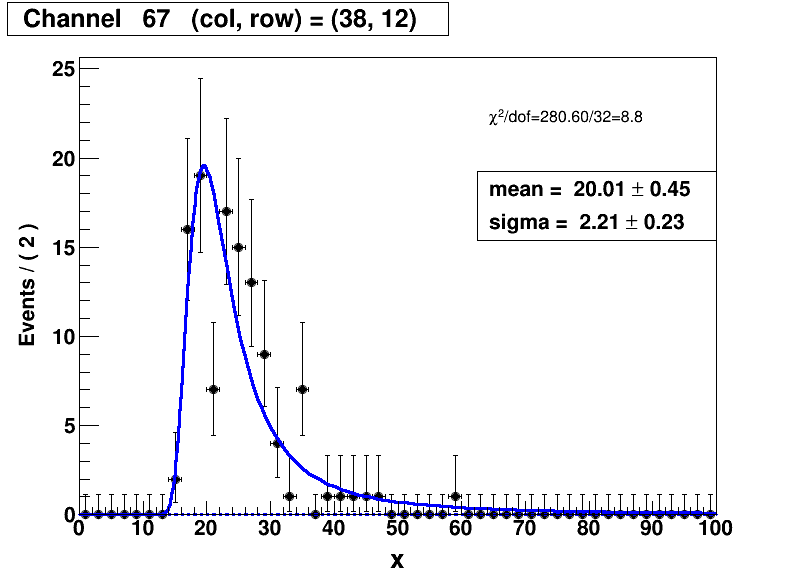 Channel 67 (col, row) = (38, 12)
25
20
15
10
5
0
Events / ( 2 )
χ²/dof=280.60/32=8.8
mean = 20.01 ± 0.45
sigma = 2.21 ± 0.23
0 10 20 30 40 50 60 70 80 90 100
x